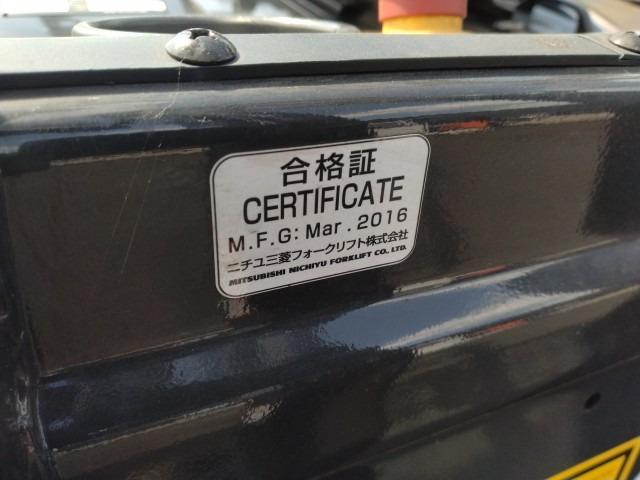 合格証
CERTIFICATE
M.F.G: Mar. 2016
ニチユ三菱フォークリフト株式会社
MITSUBISHI NICHIYU FORKLIFT CO., LTD.